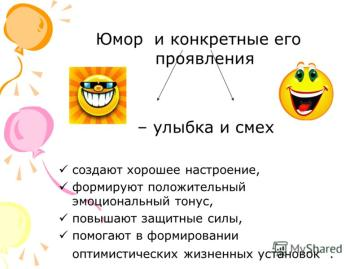 Юмор и конкретные его
проявления
– улыбка и смех
✓ создают хорошее настроение,
✓ формируют положительный
эмоциональный тонус,
✓ повышают защитные силы,
✓ помогают в формировании
оптимистических жизненных установок .
MyShared